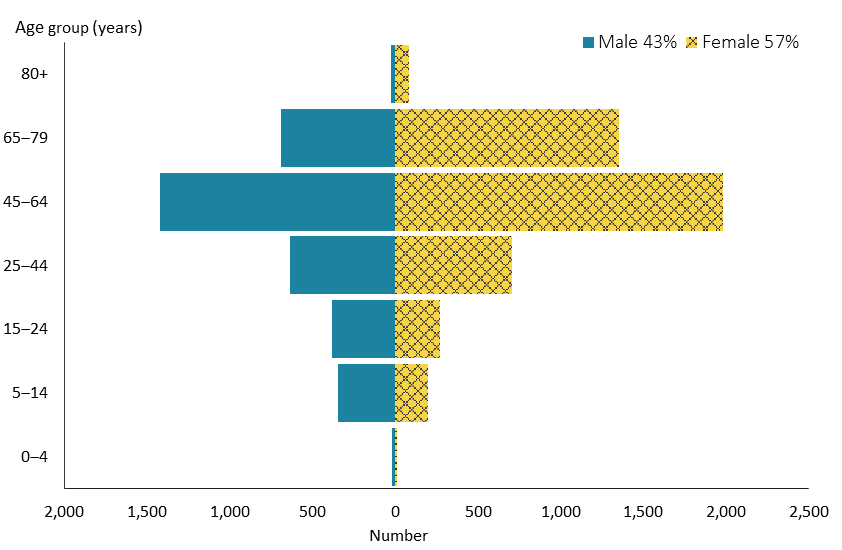 Age group (years)
Male 43% Female 57%
80+
65–79
45–64
25–44
15–24
5–14
0–4
2,000 1,500 1,000 500 0 500 1,000 1,500 2,000 2,500
Number